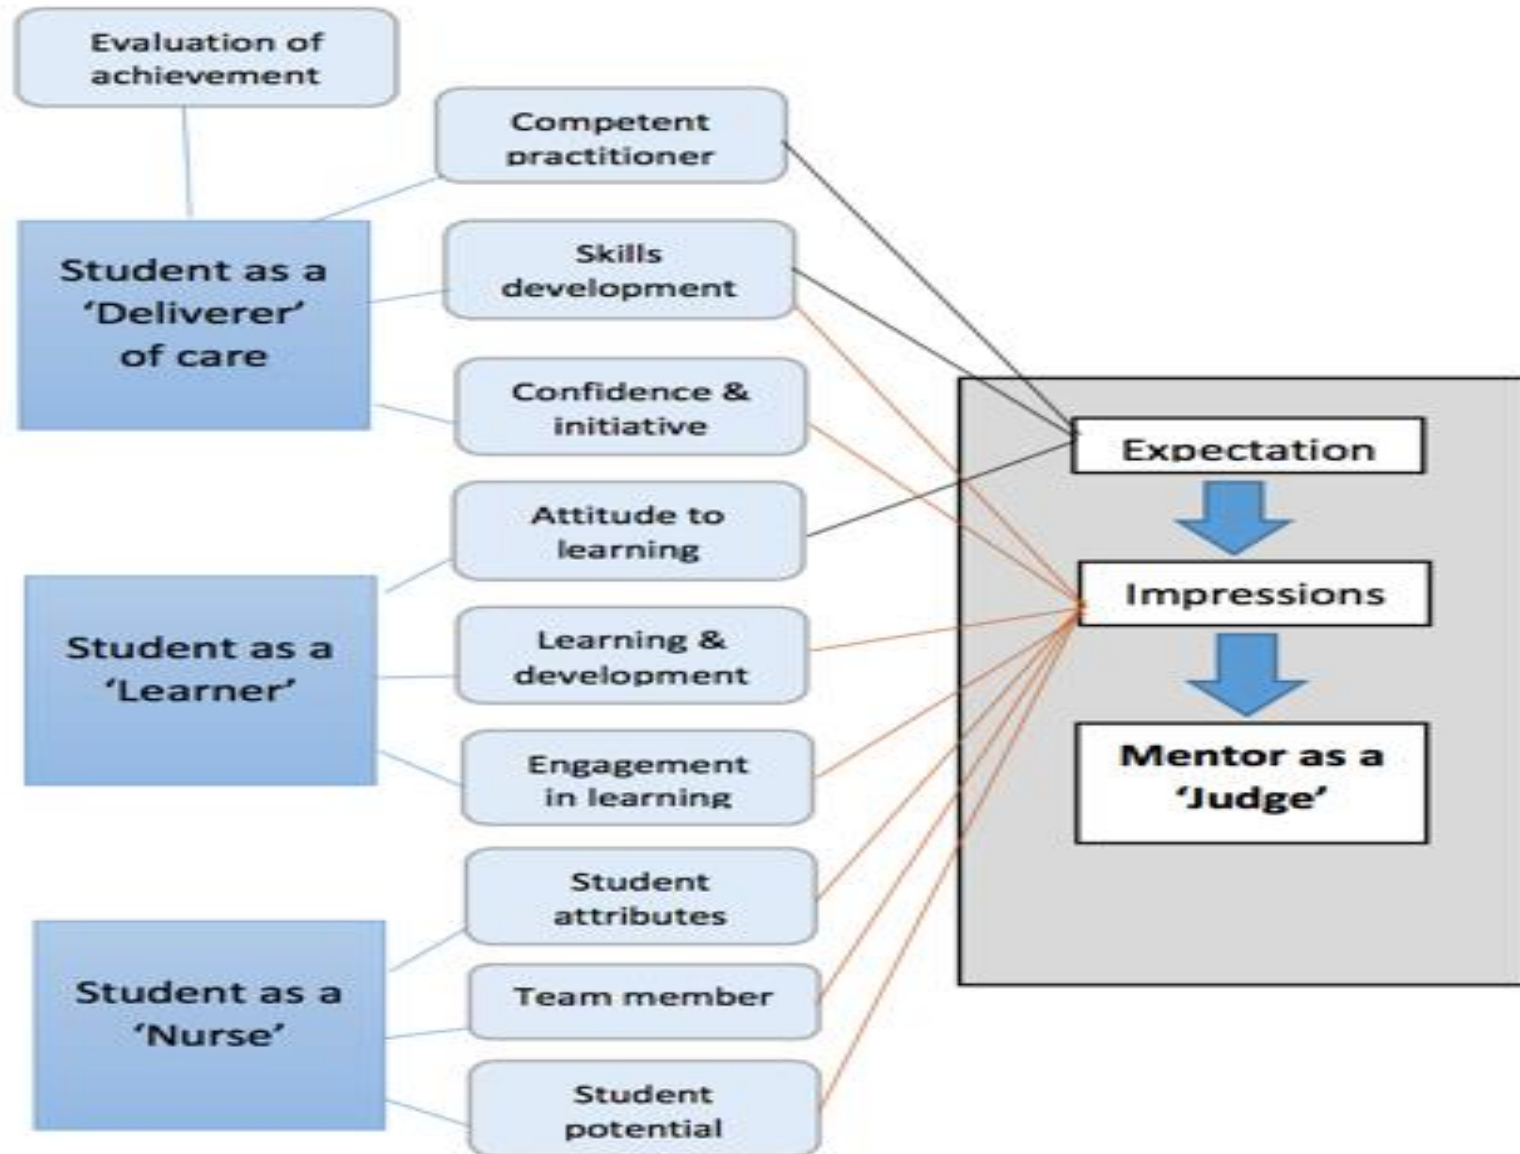 Evaluation of
achievement
Competent
practitioner
Skills
development
Student as a
‘Deliverer’
of care
Confidence &
initiative
Attitude to
learning
Learning &
development
Student as a
‘Learner’
Engagement
in learning
Student
attributes
Team member
Student as a
‘Nurse’
Student
potential
Expectation
Impressions
Mentor as a
‘Judge’